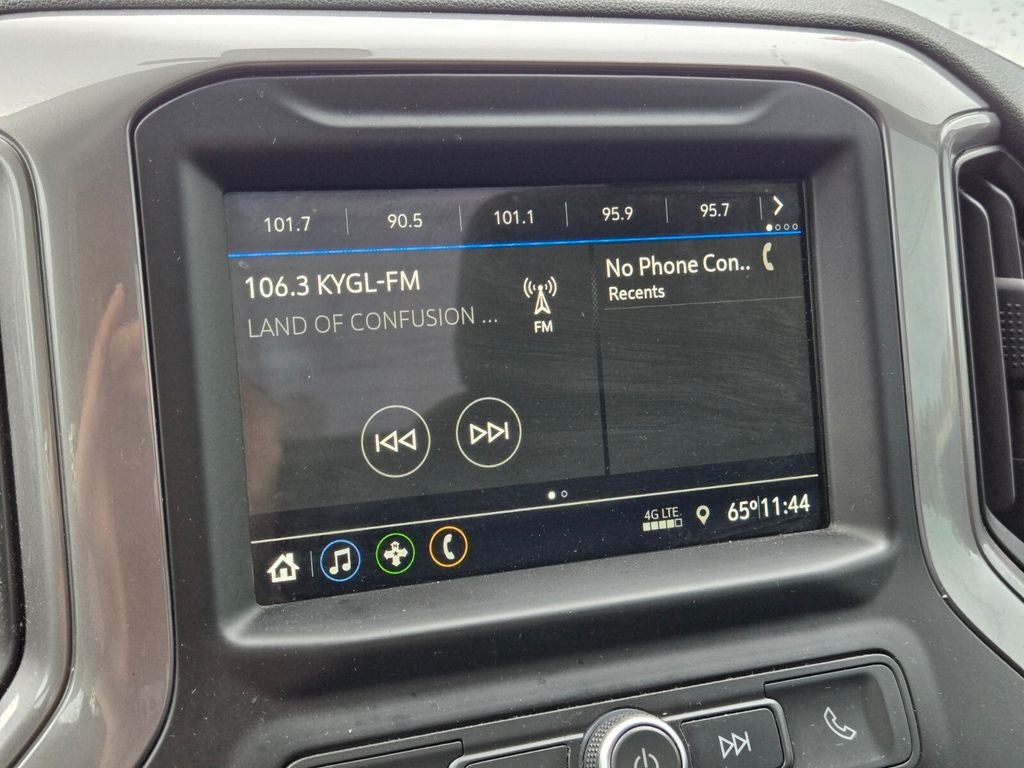 101.7 90.5 101.1 95.9 95.7
106.3 KYGL-FM
LAND OF CONFUSION ...
FM
No Phone Con..
Recents
4G LTE 65° 11:44